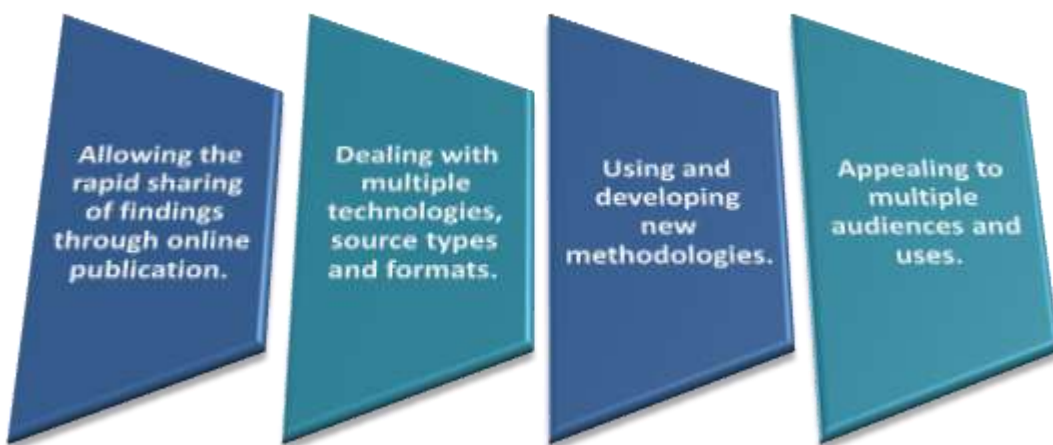 Allowing the
rapid sharing
of findings
through online
publication.
Dealing with
multiple
technologies,
source types
and formats.
Using and
developing
new
methodologies.
Appealing to
multiple
audiences and
uses.